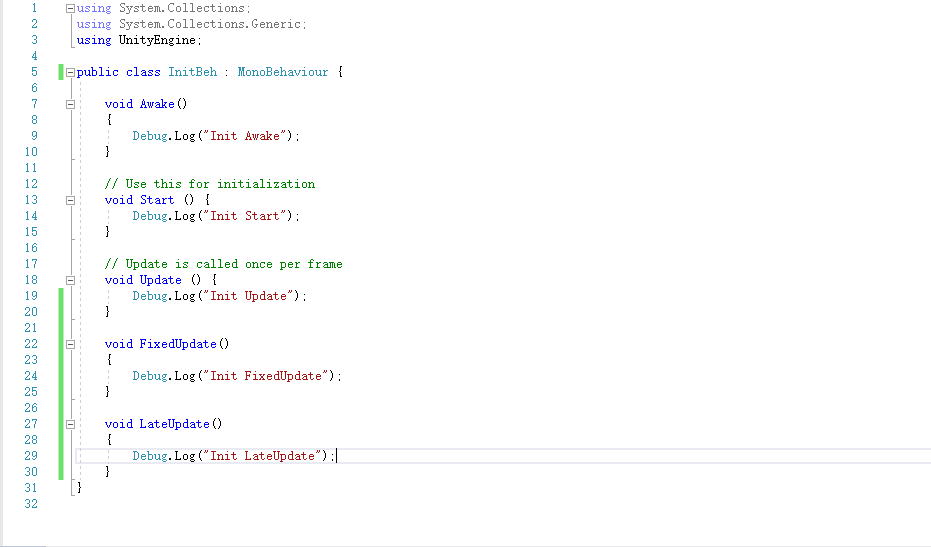 1 using System.Collections;
2 using System.Collections.Generic;
3 using UnityEngine;
4
5 public class InitBeh : MonoBehaviour {
6
7 void Awake()
8 {
9 Debug.Log("Init Awake");
10 }
11
12 // Use this for initialization
13 void Start () {
14 Debug.Log("Init Start");
15 }
16
17 // Update is called once per frame
18 void Update () {
19 Debug.Log("Init Update");
20 }
21
22 void FixedUpdate()
23 {
24 Debug.Log("Init FixedUpdate");
25 }
26
27 void LateUpdate()
28 {
29 Debug.Log("Init LateUpdate");
30 }
31 }
32